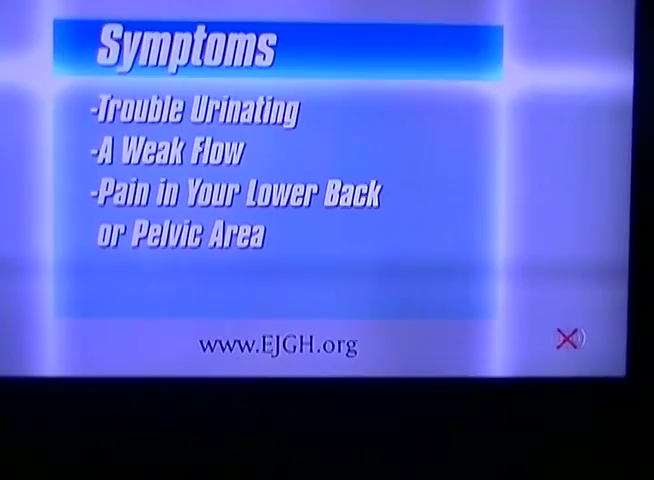 Symptoms
-Trouble Urinating
-A Weak Flow
-Pain in Your Lower Back
or Pelvic Area
www.EJGH.org